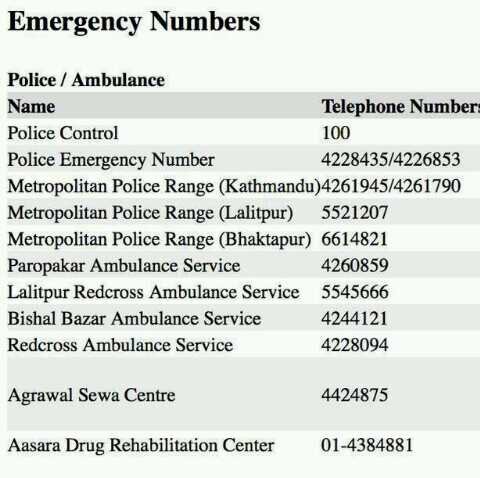 Emergency Numbers
Police / Ambulance
Name Telephone Numbers
Police Control 100
Police Emergency Number 4228435/4226853
Metropolitan Police Range (Kathmandu) 4261945/4261790
Metropolitan Police Range (Lalitpur) 5521207
Metropolitan Police Range (Bhaktapur) 6614821
Paropakar Ambulance Service 4260859
Lalitpur Redcross Ambulance Service 5545666
Bishal Bazar Ambulance Service 4244121
Redcross Ambulance Service 4228094
Agrawal Sewa Centre 4424875
Aasara Drug Rehabilitation Center 01-4384881